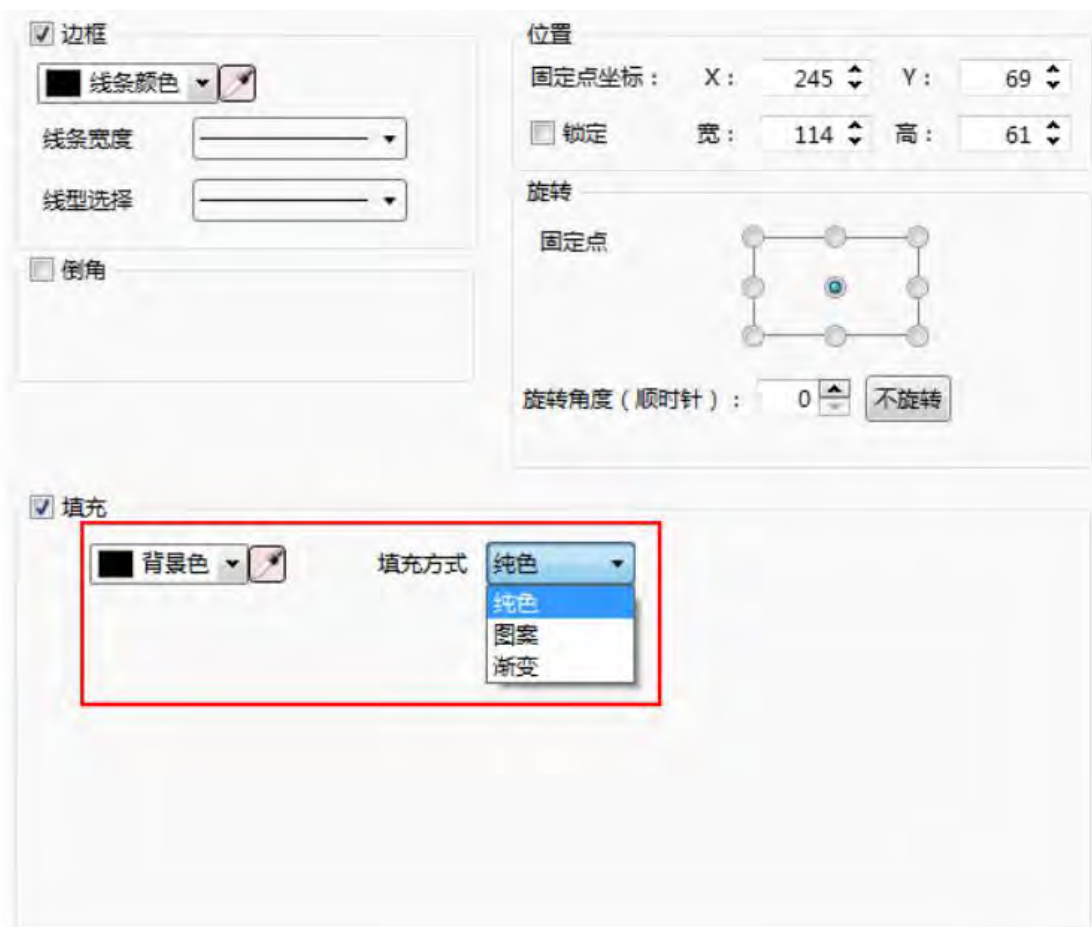 边框
线条颜色
线条宽度
线型选择
倒角
位置
固定点坐标： X： 245 Y： 69
锁定 宽： 114 高： 61
旋转
固定点
旋转角度（顺时针）： 0 不旋转
填充
背景色 填充方式 纯色
纯色
图案
渐变